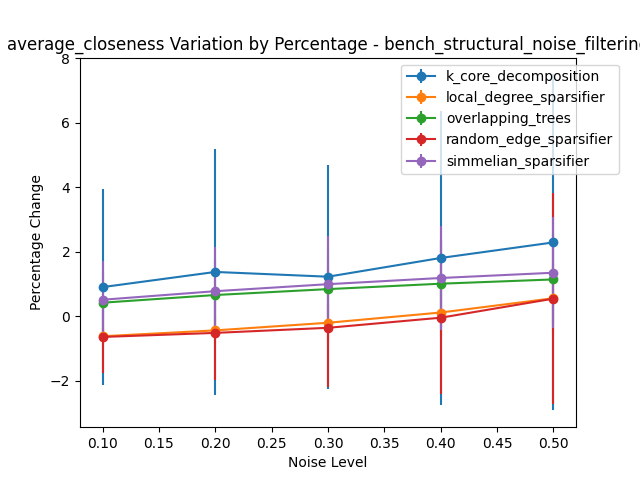 average_closeness Variation by Percentage - bench_structural_noise_filtering
k_core_decomposition
local_degree_sparsifier
overlapping_trees
random_edge_sparsifier
simmelian_sparsifier
Percentage Change
8
6
4
2
0
−2
0.10 0.15 0.20 0.25 0.30 0.35 0.40 0.45 0.50
Noise Level